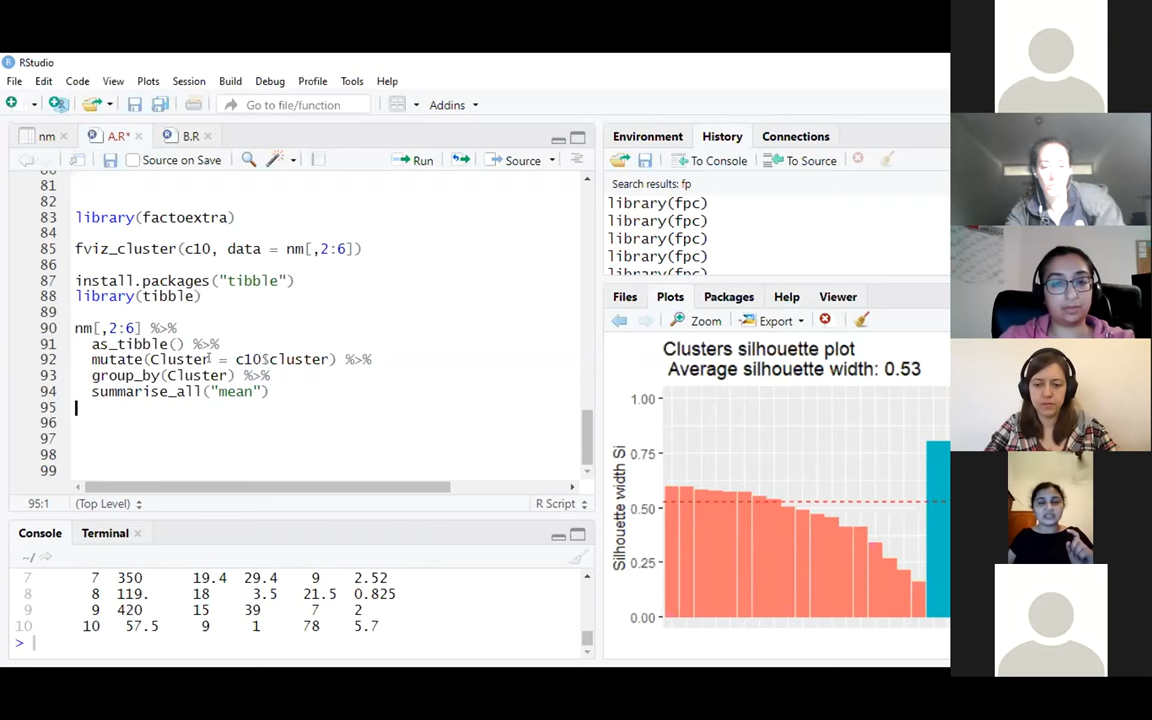 RStudio
File Edit Code View Plots Session Build Debug Profile Tools Help
Go to file/function Addins
nm A.R* B.R
Source on Save Run Source
81
82
83 library(factoextra)
84
85 fviz_cluster(c10, data = nm[,2:6])
86
87 install.packages("tibble")
88 library(tibble)
89
90 nm[,2:6] %>%
91 as_tibble() %>%
92 mutate(Cluster = c10$cluster) %>%
93 group_by(Cluster) %>%
94 summarise_all("mean")
95
96
97
98
99
95:1 (Top Level) R Script
Console Terminal
~/
7 7 350 19.4 29.4 9 2.52
8 8 119. 18 3.5 21.5 0.825
9 9 420 15 39 7 2
10 10 57.5 9 1 78 5.7
>
Environment History Connections
To Console To Source
Search results: fp
library(fpc)
library(fpc)
library(fpc)
library(fpc)
Files Plots Packages Help Viewer
Zoom Export
Clusters silhouette plot
Average silhouette width: 0.53
1.00
0.75
0.50
0.25
0.00
Silhouette width Si